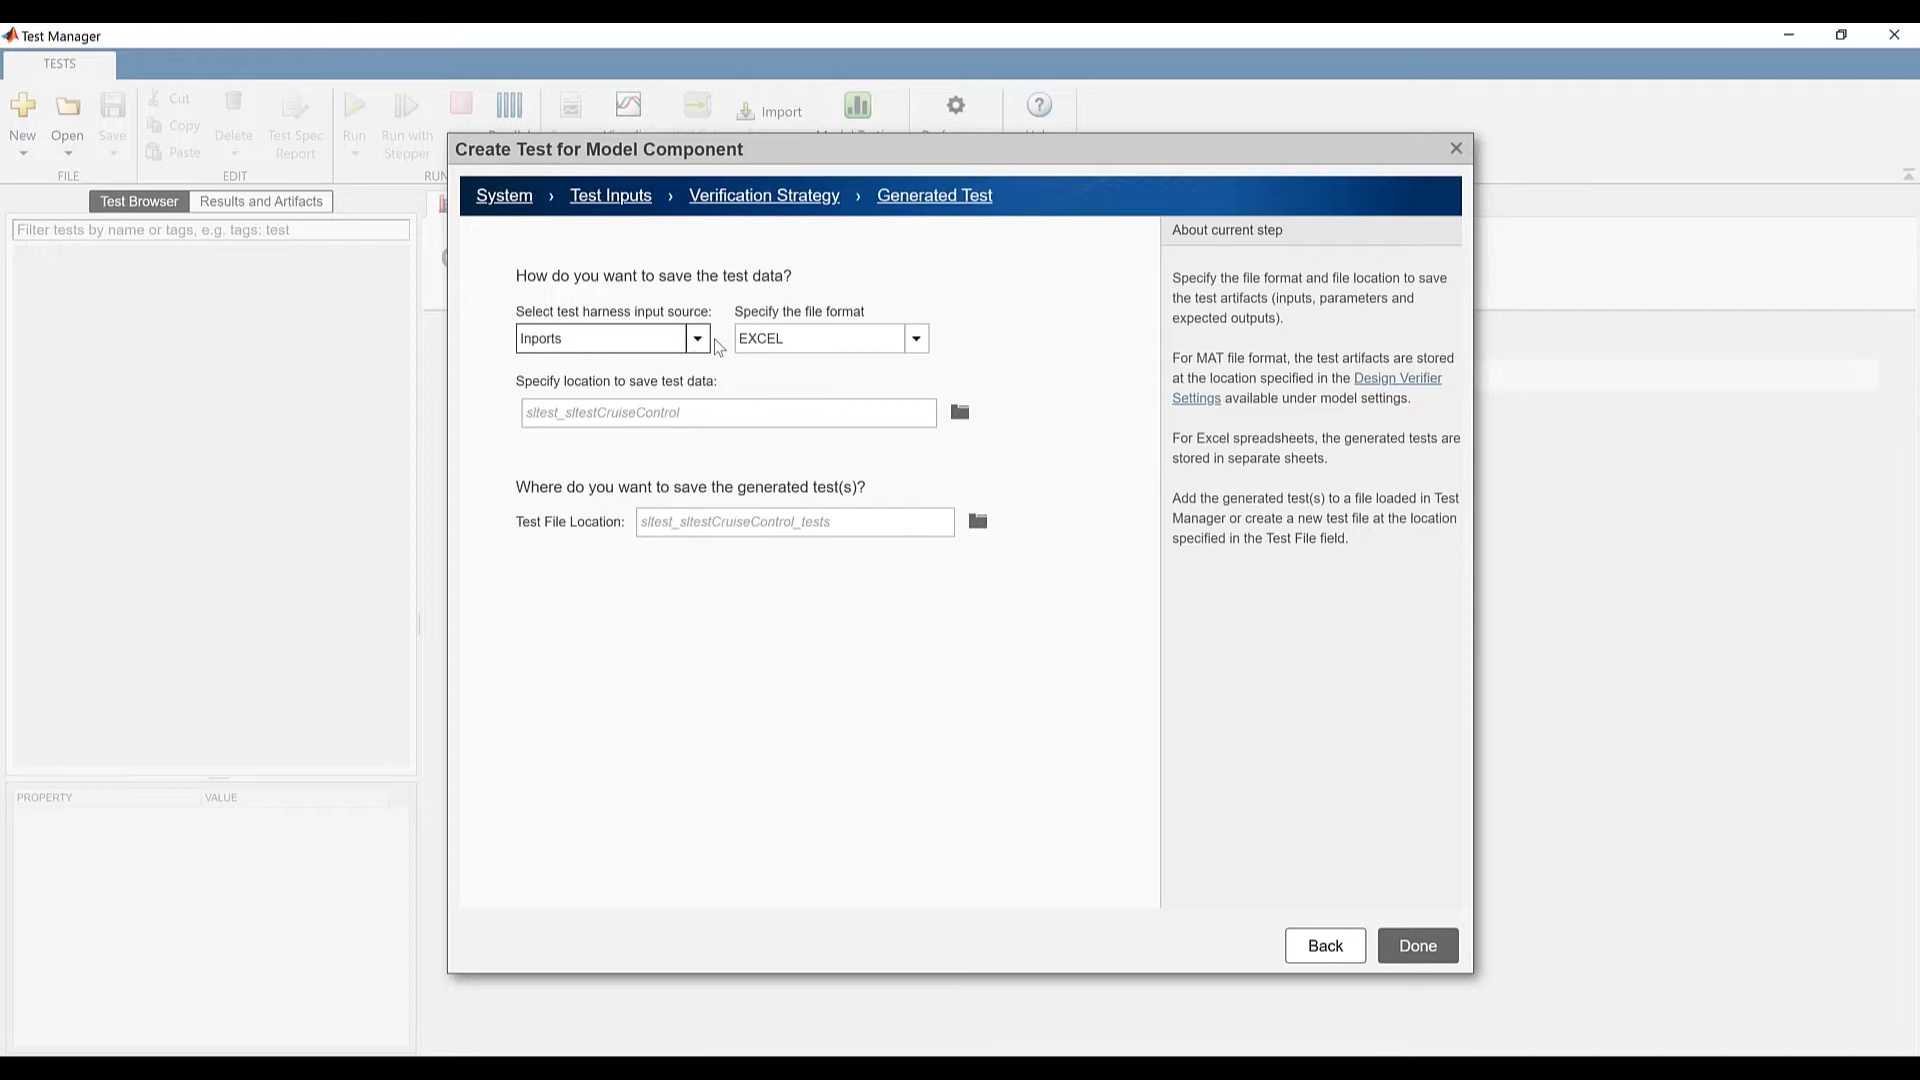 Test Manager
TESTS
New
Open
Save
FILE
Cut
Copy
Paste
Delete
Test Spec
Report
EDIT
Run
Run with
Stepper
RUN
Import
Test Browser
Results and Artifacts
Filter tests by name or tags, e.g. tags: test
PROPERTY
VALUE
Create Test for Model Component
System › Test Inputs › Verification Strategy › Generated Test
How do you want to save the test data?
Select test harness input source:
Specify the file format
Inports
EXCEL
Specify location to save test data:
sltest_sltestCruiseControl
Where do you want to save the generated test(s)?
Test File Location:
sltest_sltestCruiseControl_tests
About current step
Specify the file format and file location to save
the test artifacts (inputs, parameters and
expected outputs).
For MAT file format, the test artifacts are stored
at the location specified in the Design Verifier
Settings available under model settings.
For Excel spreadsheets, the generated tests are
stored in separate sheets.
Add the generated test(s) to a file loaded in Test
Manager or create a new test file at the location
specified in the Test File field.
Back
Done